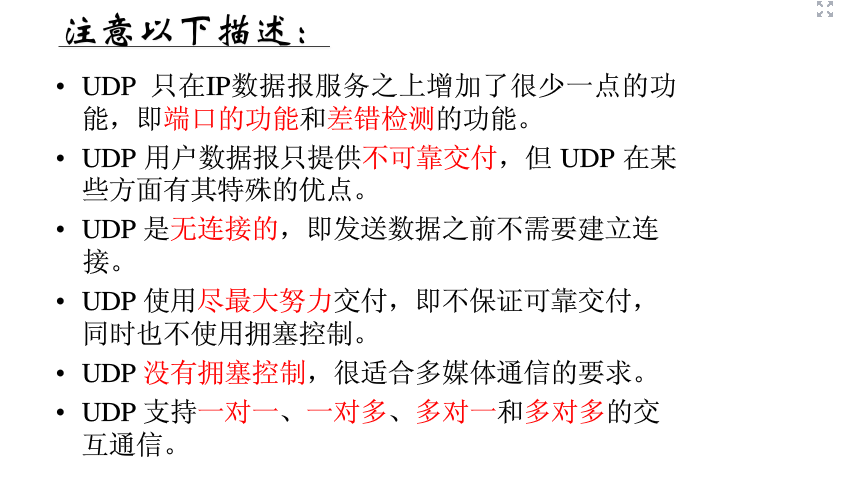 注意以下描述：
• UDP 只在IP数据报服务之上增加了很少一点的功
能，即端口的功能和差错检测的功能。
• UDP 用户数据报只提供不可靠交付，但 UDP 在某
些方面有其特殊的优点。
• UDP 是无连接的，即发送数据之前不需要建立连
接。
• UDP 使用尽最大努力交付，即不保证可靠交付，
同时也不使用拥塞控制。
• UDP 没有拥塞控制，很适合多媒体通信的要求。
• UDP 支持一对一、一对多、多对一和多对多的交
互通信。